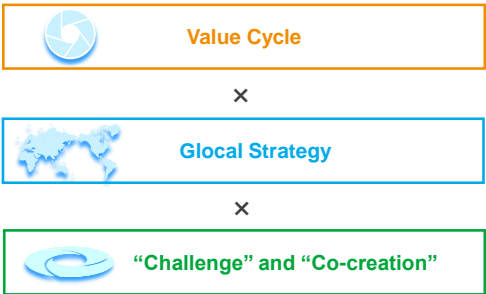 Value Cycle
×
Glocal Strategy
×
“Challenge” and “Co-creation”